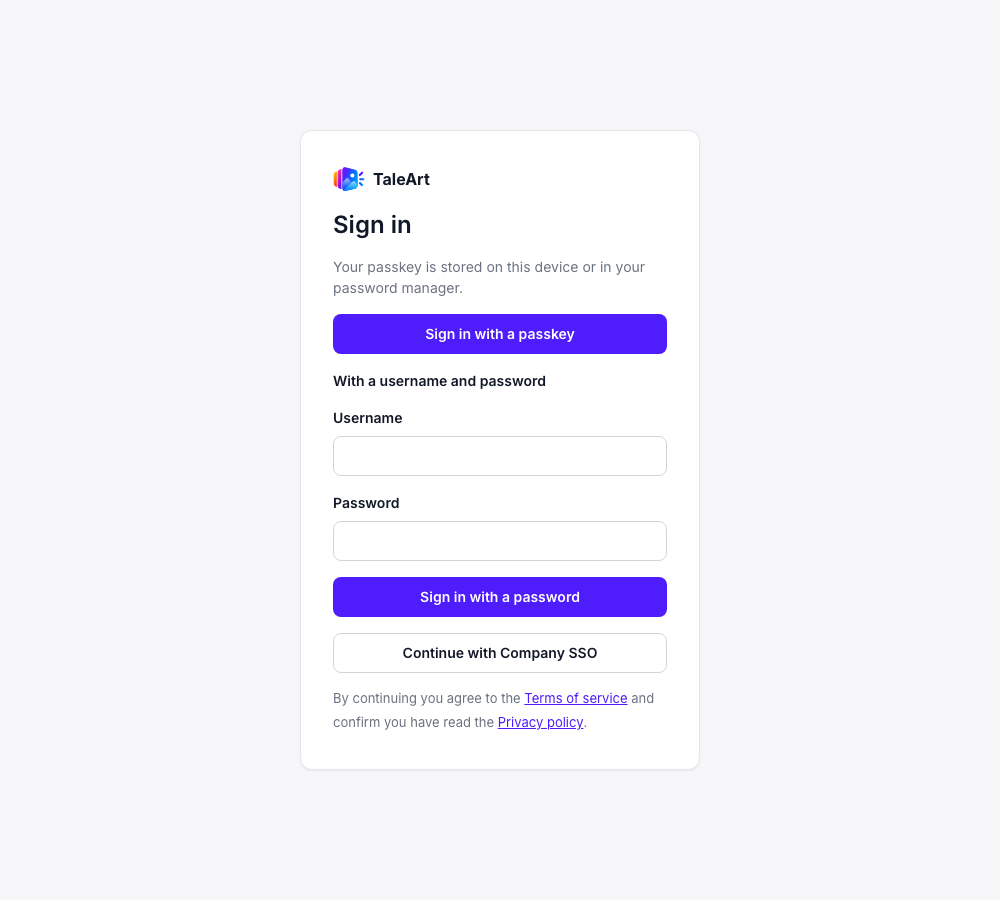 TaleArt
Sign in
Your passkey is stored on this device or in your
password manager.
Sign in with a passkey
With a username and password
Username
Password
Sign in with a password
Continue with Company SSO
By continuing you agree to the Terms of service and
confirm you have read the Privacy policy.